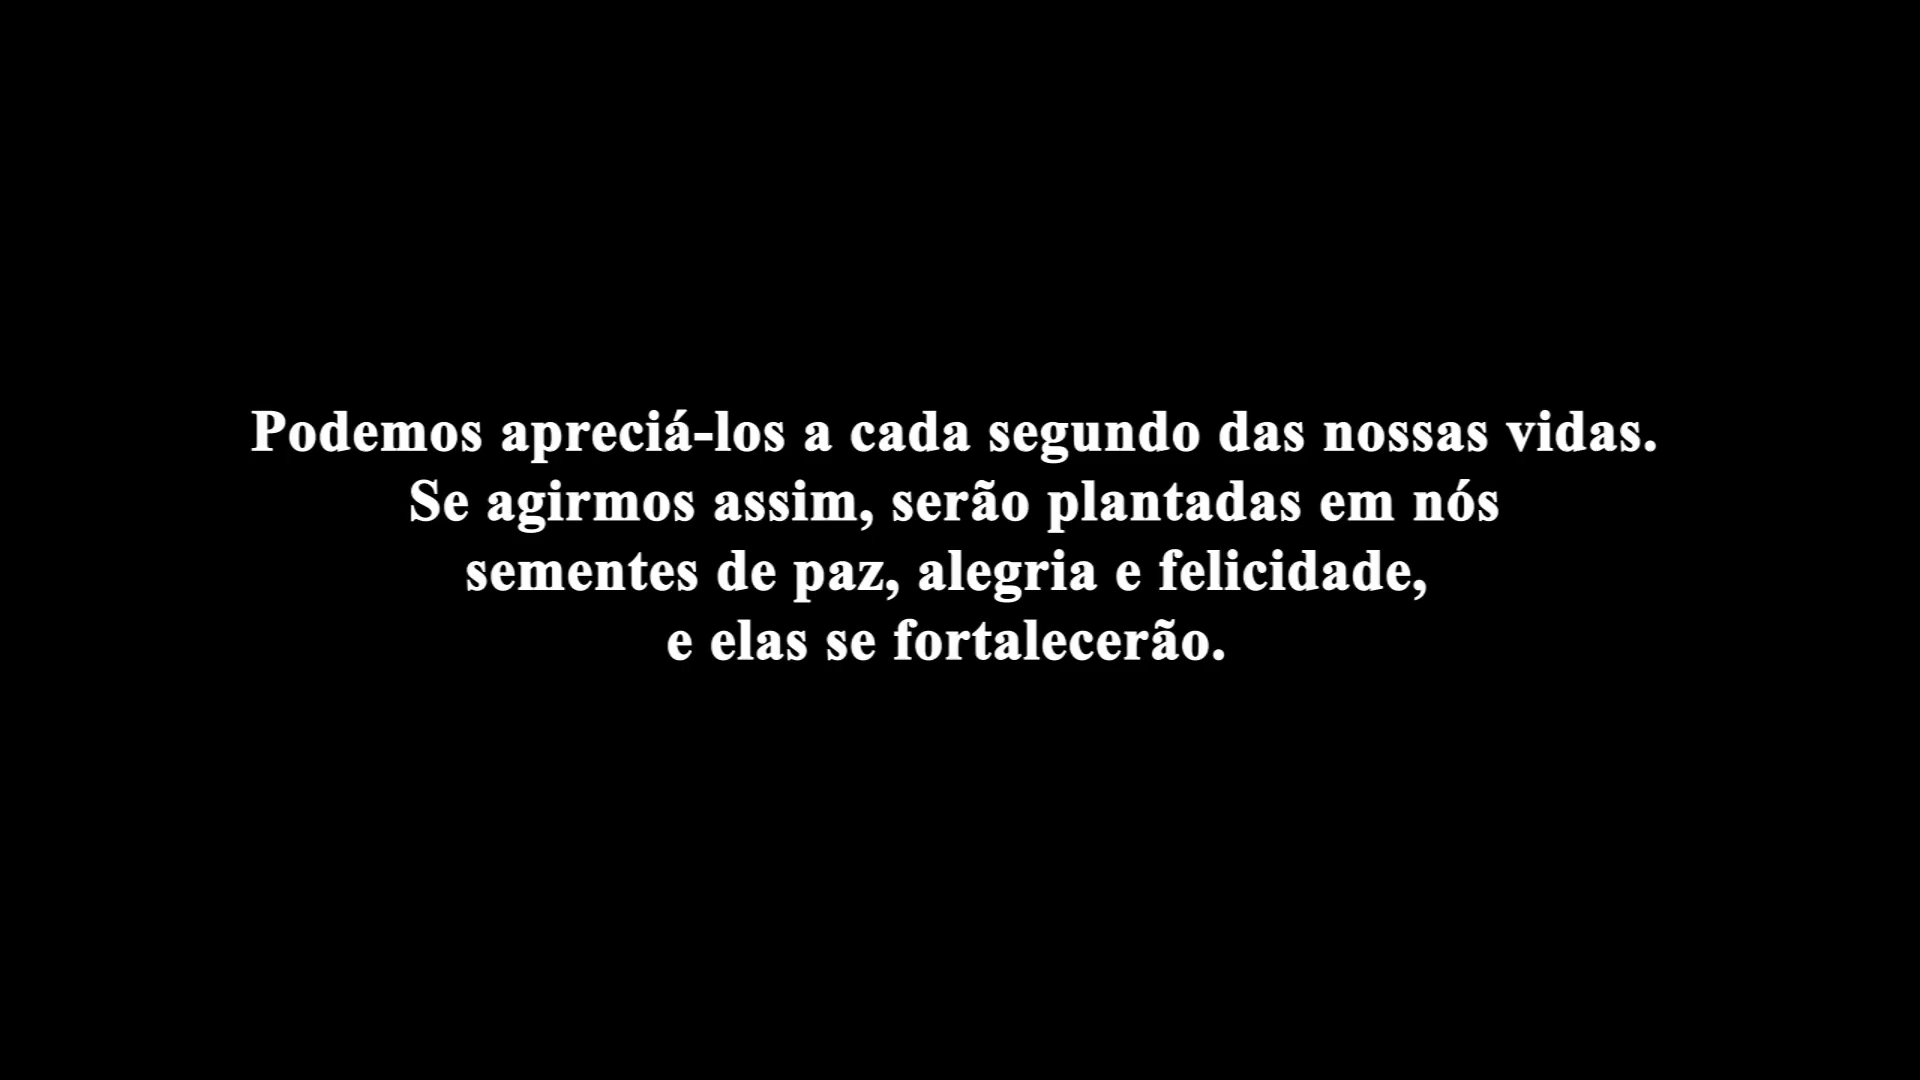 Podemos apreciá-los a cada segundo das nossas vidas.
Se agirmos assim, serão plantadas em nós
sementes de paz, alegria e felicidade,
e elas se fortalecerão.